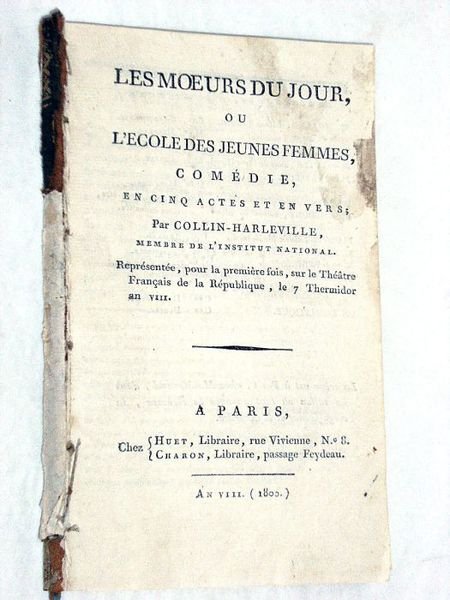 LES MŒURS DU JOUR,
OU
L'ECOLE DES JEUNES FEMMES,
COMÉDIE,
EN CINQ ACTES ET EN VERS;
Par COLLIN-HARLEVILLE,
MEMBRE DE L'INSTITUT NATIONAL.
Représentée, pour la première fois, sur le Théâtre
Français de la République, le 7 Thermidor
an VIII.
A PARIS,
Chez { HUET, Libraire, rue Vivienne, N.º 8.
{ CHARON, Libraire, passage Feydeau.
AN VIII. (1800.)